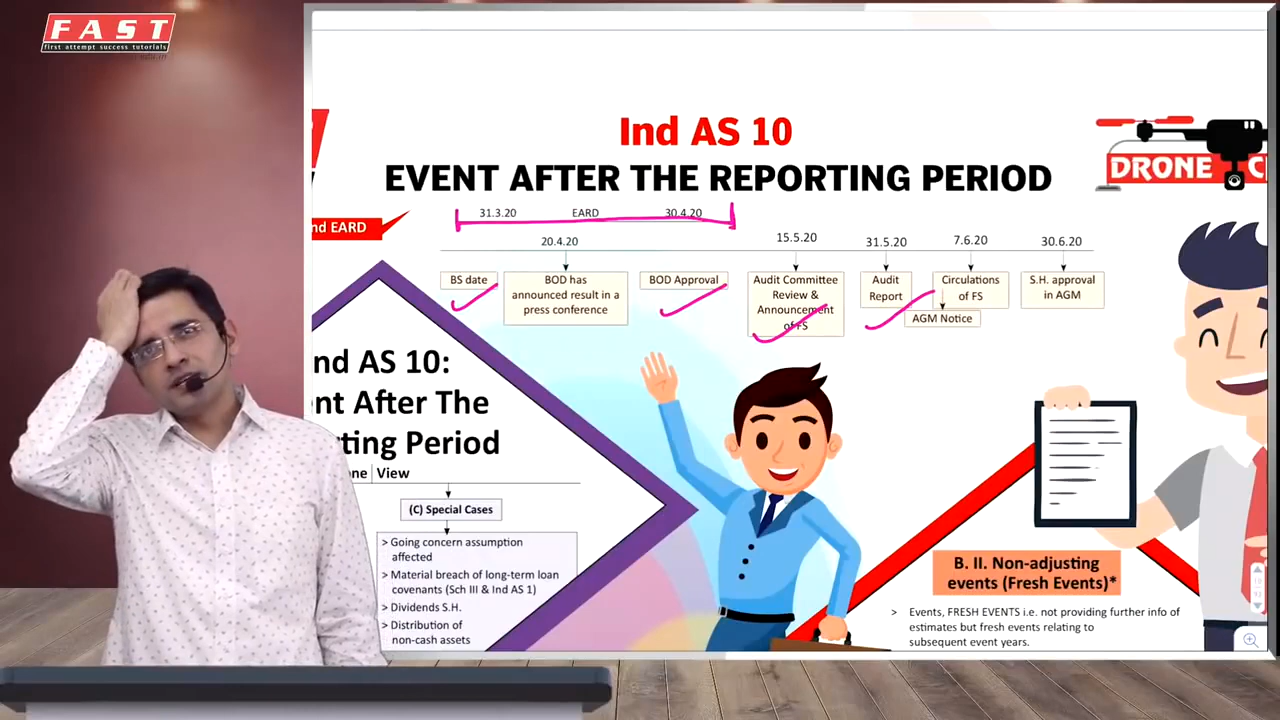 FAST
first attempt success tutorials
Ind AS 10
EVENT AFTER THE REPORTING PERIOD
DRONE C
nd EARD
31.3.20 EARD 30.4.20
20.4.20
15.5.20
31.5.20
7.6.20
30.6.20
BS date
BOD has
announced result in a
press conference
BOD Approval
Audit Committee
Review &
Announcement
of FS
Audit
Report
Circulations
of FS
AGM Notice
S.H. approval
in AGM
nd AS 10:
nt After The
rting Period
ne View
(C) Special Cases
> Going concern assumption
affected
> Material breach of long-term loan
covenants (Sch III & Ind AS 1)
> Dividends S.H.
> Distribution of
non-cash assets
B. II. Non-adjusting
events (Fresh Events)*
> Events, FRESH EVENTS i.e. not providing further info of
estimates but fresh events relating to
subsequent event years.